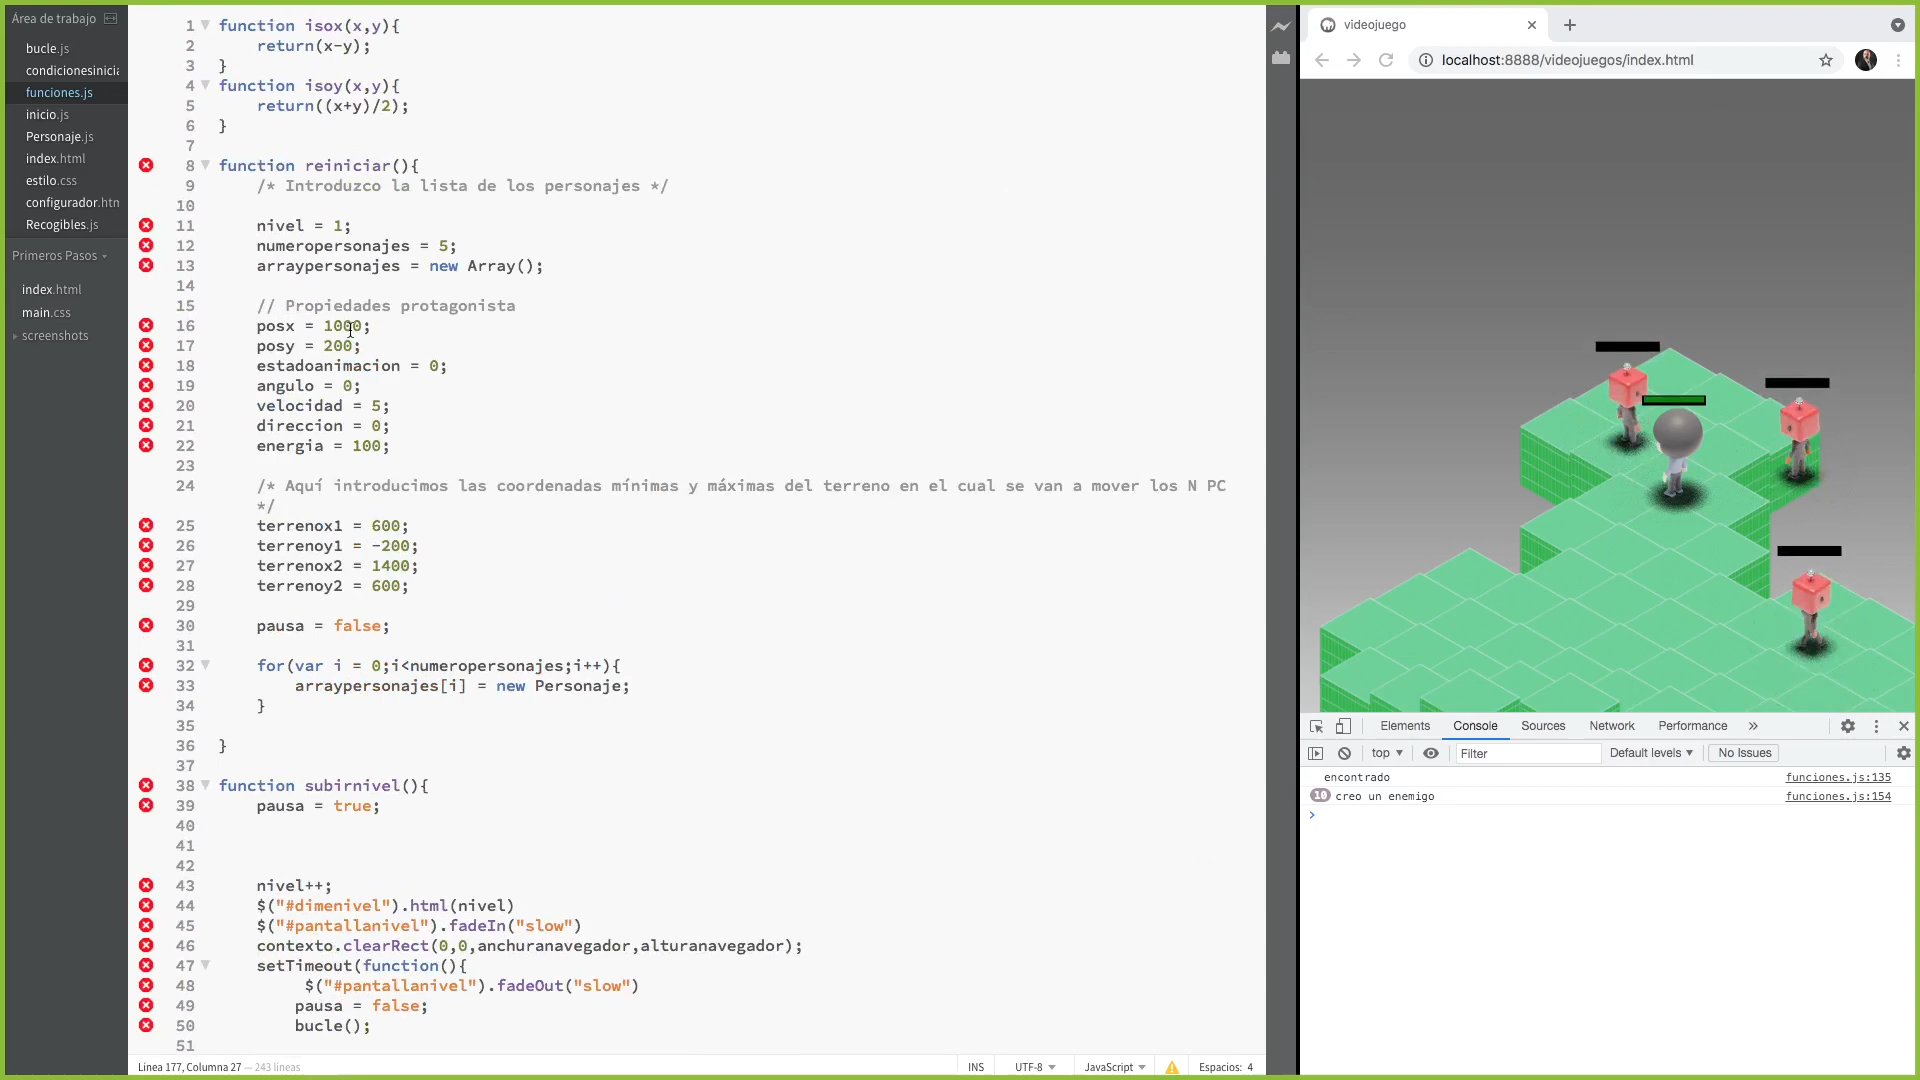 Área de trabajo
bucle.js
condicionesinicia
funciones.js
inicio.js
Personaje.js
index.html
estilo.css
configurador.htm
Recogibles.js
Primeros Pasos
index.html
main.css
screenshots
1 function isox(x,y){
2 return(x-y);
3 }
4 function isoy(x,y){
5 return((x+y)/2);
6 }
7
8 function reiniciar(){
9 /* Introduzco la lista de los personajes */
10
11 nivel = 1;
12 numeropersonajes = 5;
13 arraypersonajes = new Array();
14
15 // Propiedades protagonista
16 posx = 1000;
17 posy = 200;
18 estadoanimacion = 0;
19 angulo = 0;
20 velocidad = 5;
21 direccion = 0;
22 energia = 100;
23
24 /* Aquí introducimos las coordenadas mínimas y máximas del terreno en el cual se van a mover los N PC
*/
25 terrenox1 = 600;
26 terrenoy1 = -200;
27 terrenox2 = 1400;
28 terrenoy2 = 600;
29
30 pausa = false;
31
32 for(var i = 0;i<numeropersonajes;i++){
33 arraypersonajes[i] = new Personaje;
34 }
35
36 }
37
38 function subirnivel(){
39 pausa = true;
40
41
42
43 nivel++;
44 $("#dimenivel").html(nivel)
45 $("#pantallanivel").fadeIn("slow")
46 contexto.clearRect(0,0,anchuranavegador,alturanavegador);
47 setTimeout(function(){
48 $("#pantallanivel").fadeOut("slow")
49 pausa = false;
50 bucle();
51
Línea 177, Columna 27 — 243 líneas
INS UTF-8 JavaScript Espacios: 4
videojuego
localhost:8888/videojuegos/index.html
Elements Console Sources Network Performance »
top Filter Default levels No Issues
encontrado funciones.js:135
10 creo un enemigo funciones.js:154
>